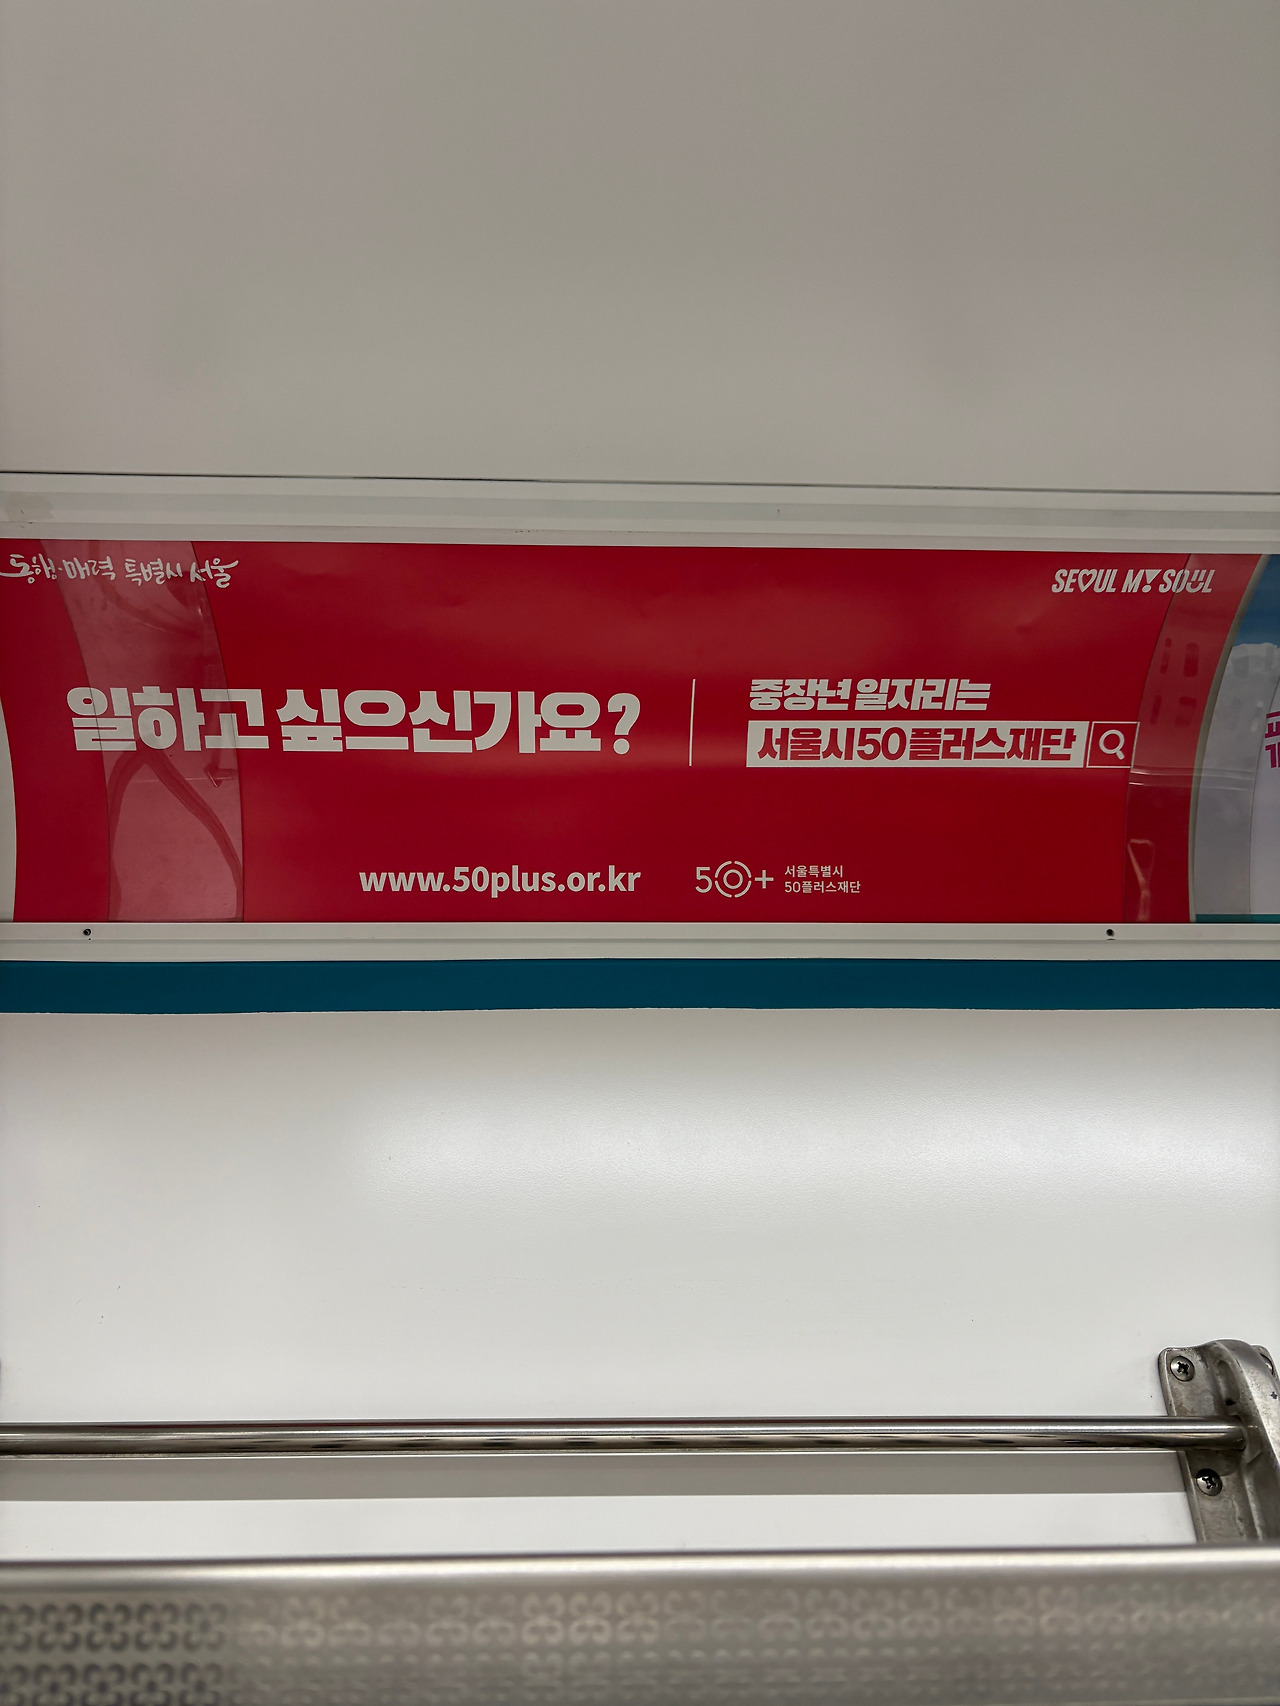 동행·매력 특별시 서울
SEOUL MY SOUL
일하고 싶으신가요?
중장년 일자리는
서울시50플러스재단
www.50plus.or.kr
50+
서울특별시
50플러스재단